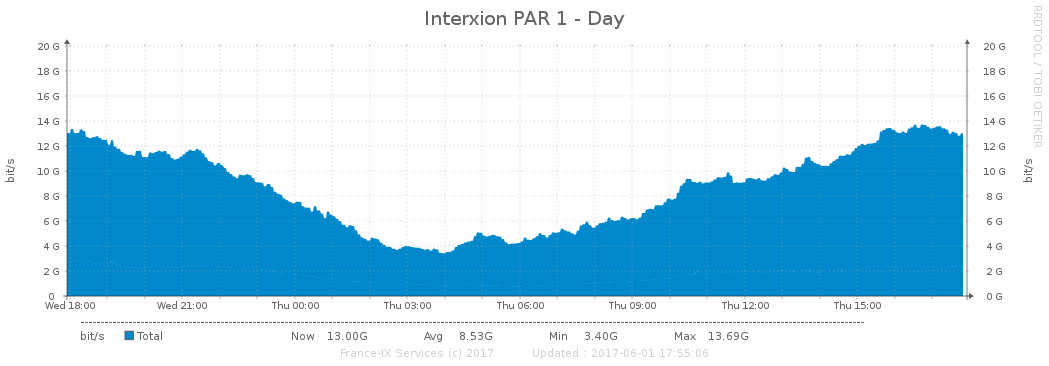 Interxion PAR 1 - Day
RRDTOOL / TOBI OETIKER
20 G 20 G
18 G 18 G
16 G 16 G
14 G 14 G
12 G 12 G
10 G 10 G
8 G 8 G
6 G 6 G
4 G 4 G
2 G 2 G
0 0 G
bit/s bit/s
Wed 18:00 Wed 21:00 Thu 00:00 Thu 03:00 Thu 06:00 Thu 09:00 Thu 12:00 Thu 15:00
bit/s Total Now 13.00G Avg 8.53G Min 3.40G Max 13.69G
France-IX Services (c) 2017 Updated : 2017-06-01 17:55:06